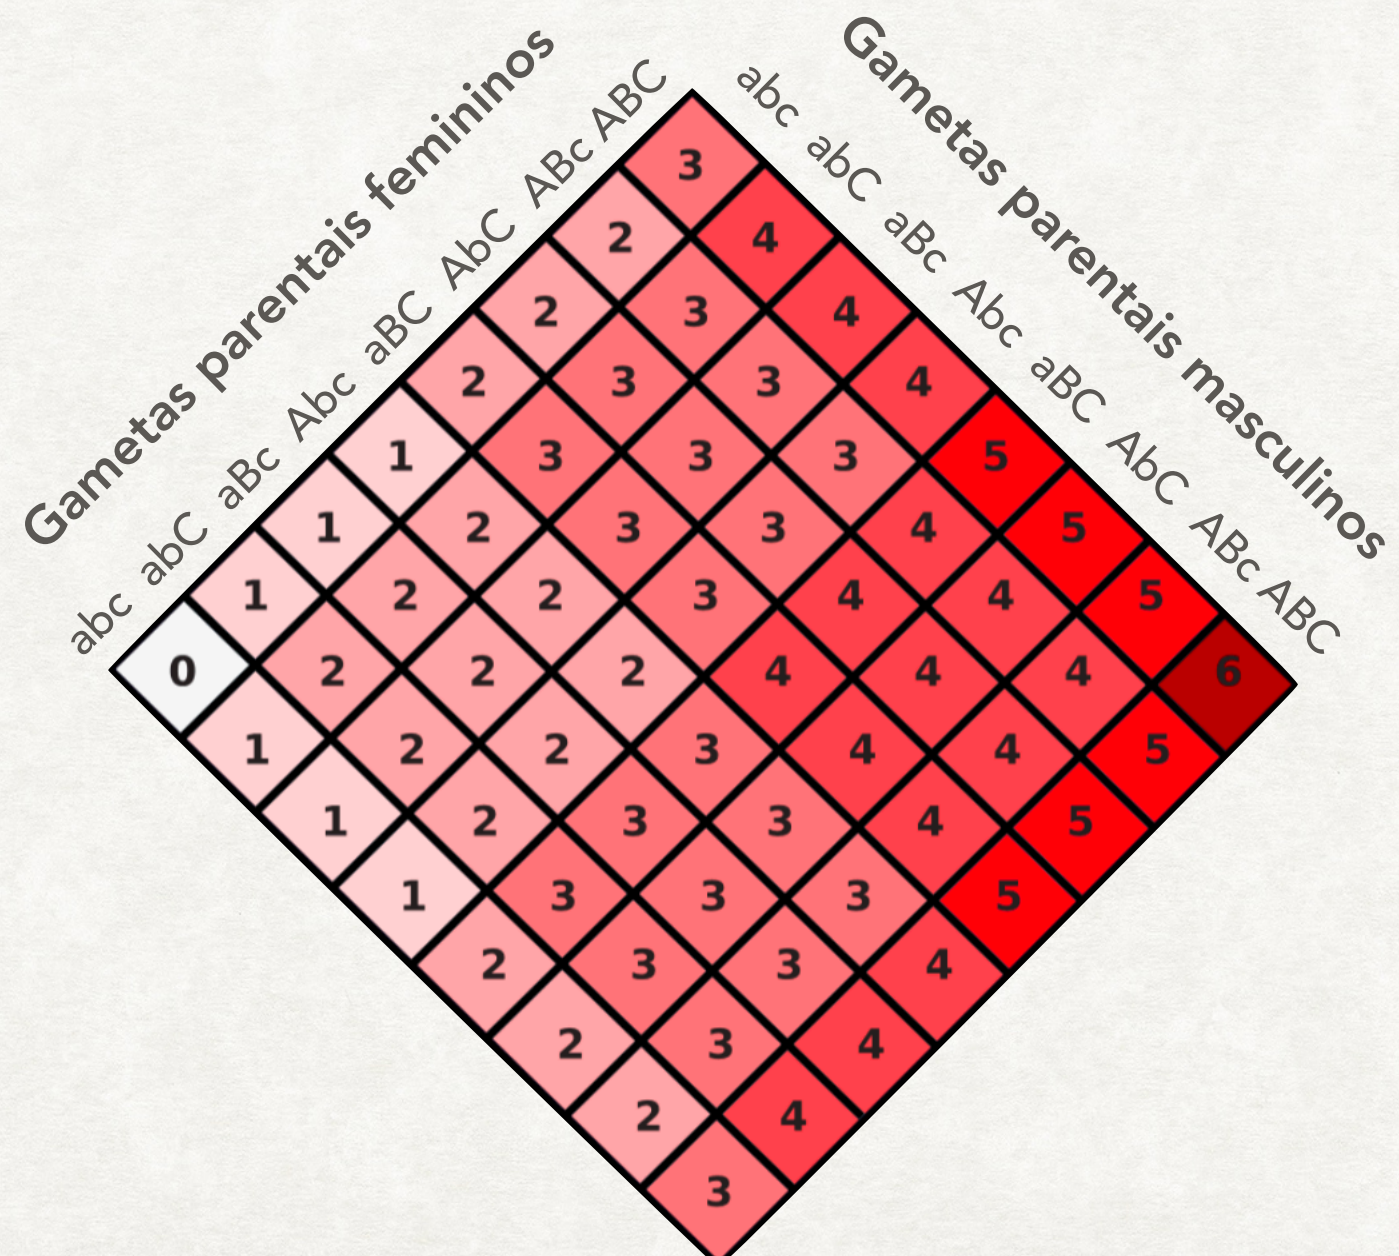 Gametas parentais femininos
abc abC aBc Abc aBC AbC ABc ABC
Gametas parentais masculinos
abc abC aBc Abc aBC AbC ABc ABC
3
2 4
2 3 4
2 3 3 4
1 3 3 3 5
1 2 3 3 4 5
1 2 2 3 4 4 5
0 2 2 2 4 4 4 6
1 2 2 3 4 4 5
1 2 3 3 4 5
1 3 3 3 5
2 3 3 4
2 3 4
2 4
3